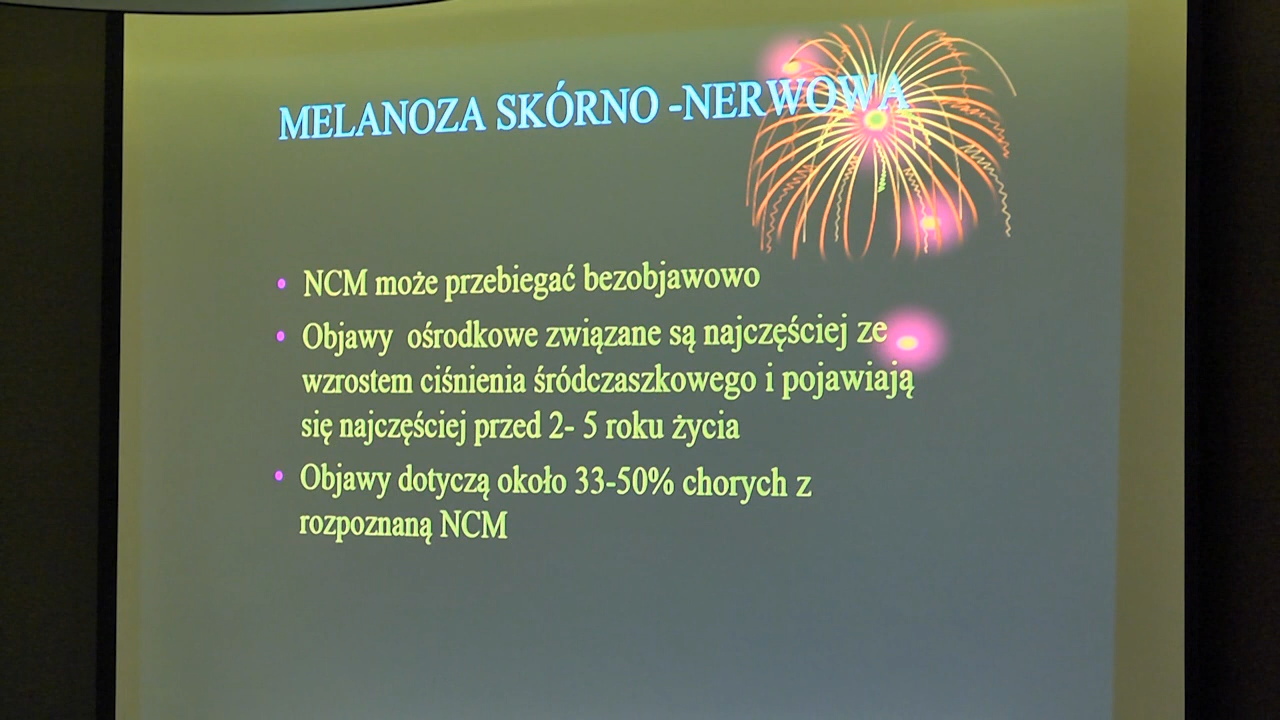 MELANOZA SKÓRNO -NERWOWA
• NCM może przebiegać bezobjawowo
• Objawy ośrodkowe związane są najczęściej ze
wzrostem ciśnienia śródczaszkowego i pojawiają
się najczęściej przed 2- 5 roku życia
• Objawy dotyczą około 33-50% chorych z
rozpoznaną NCM